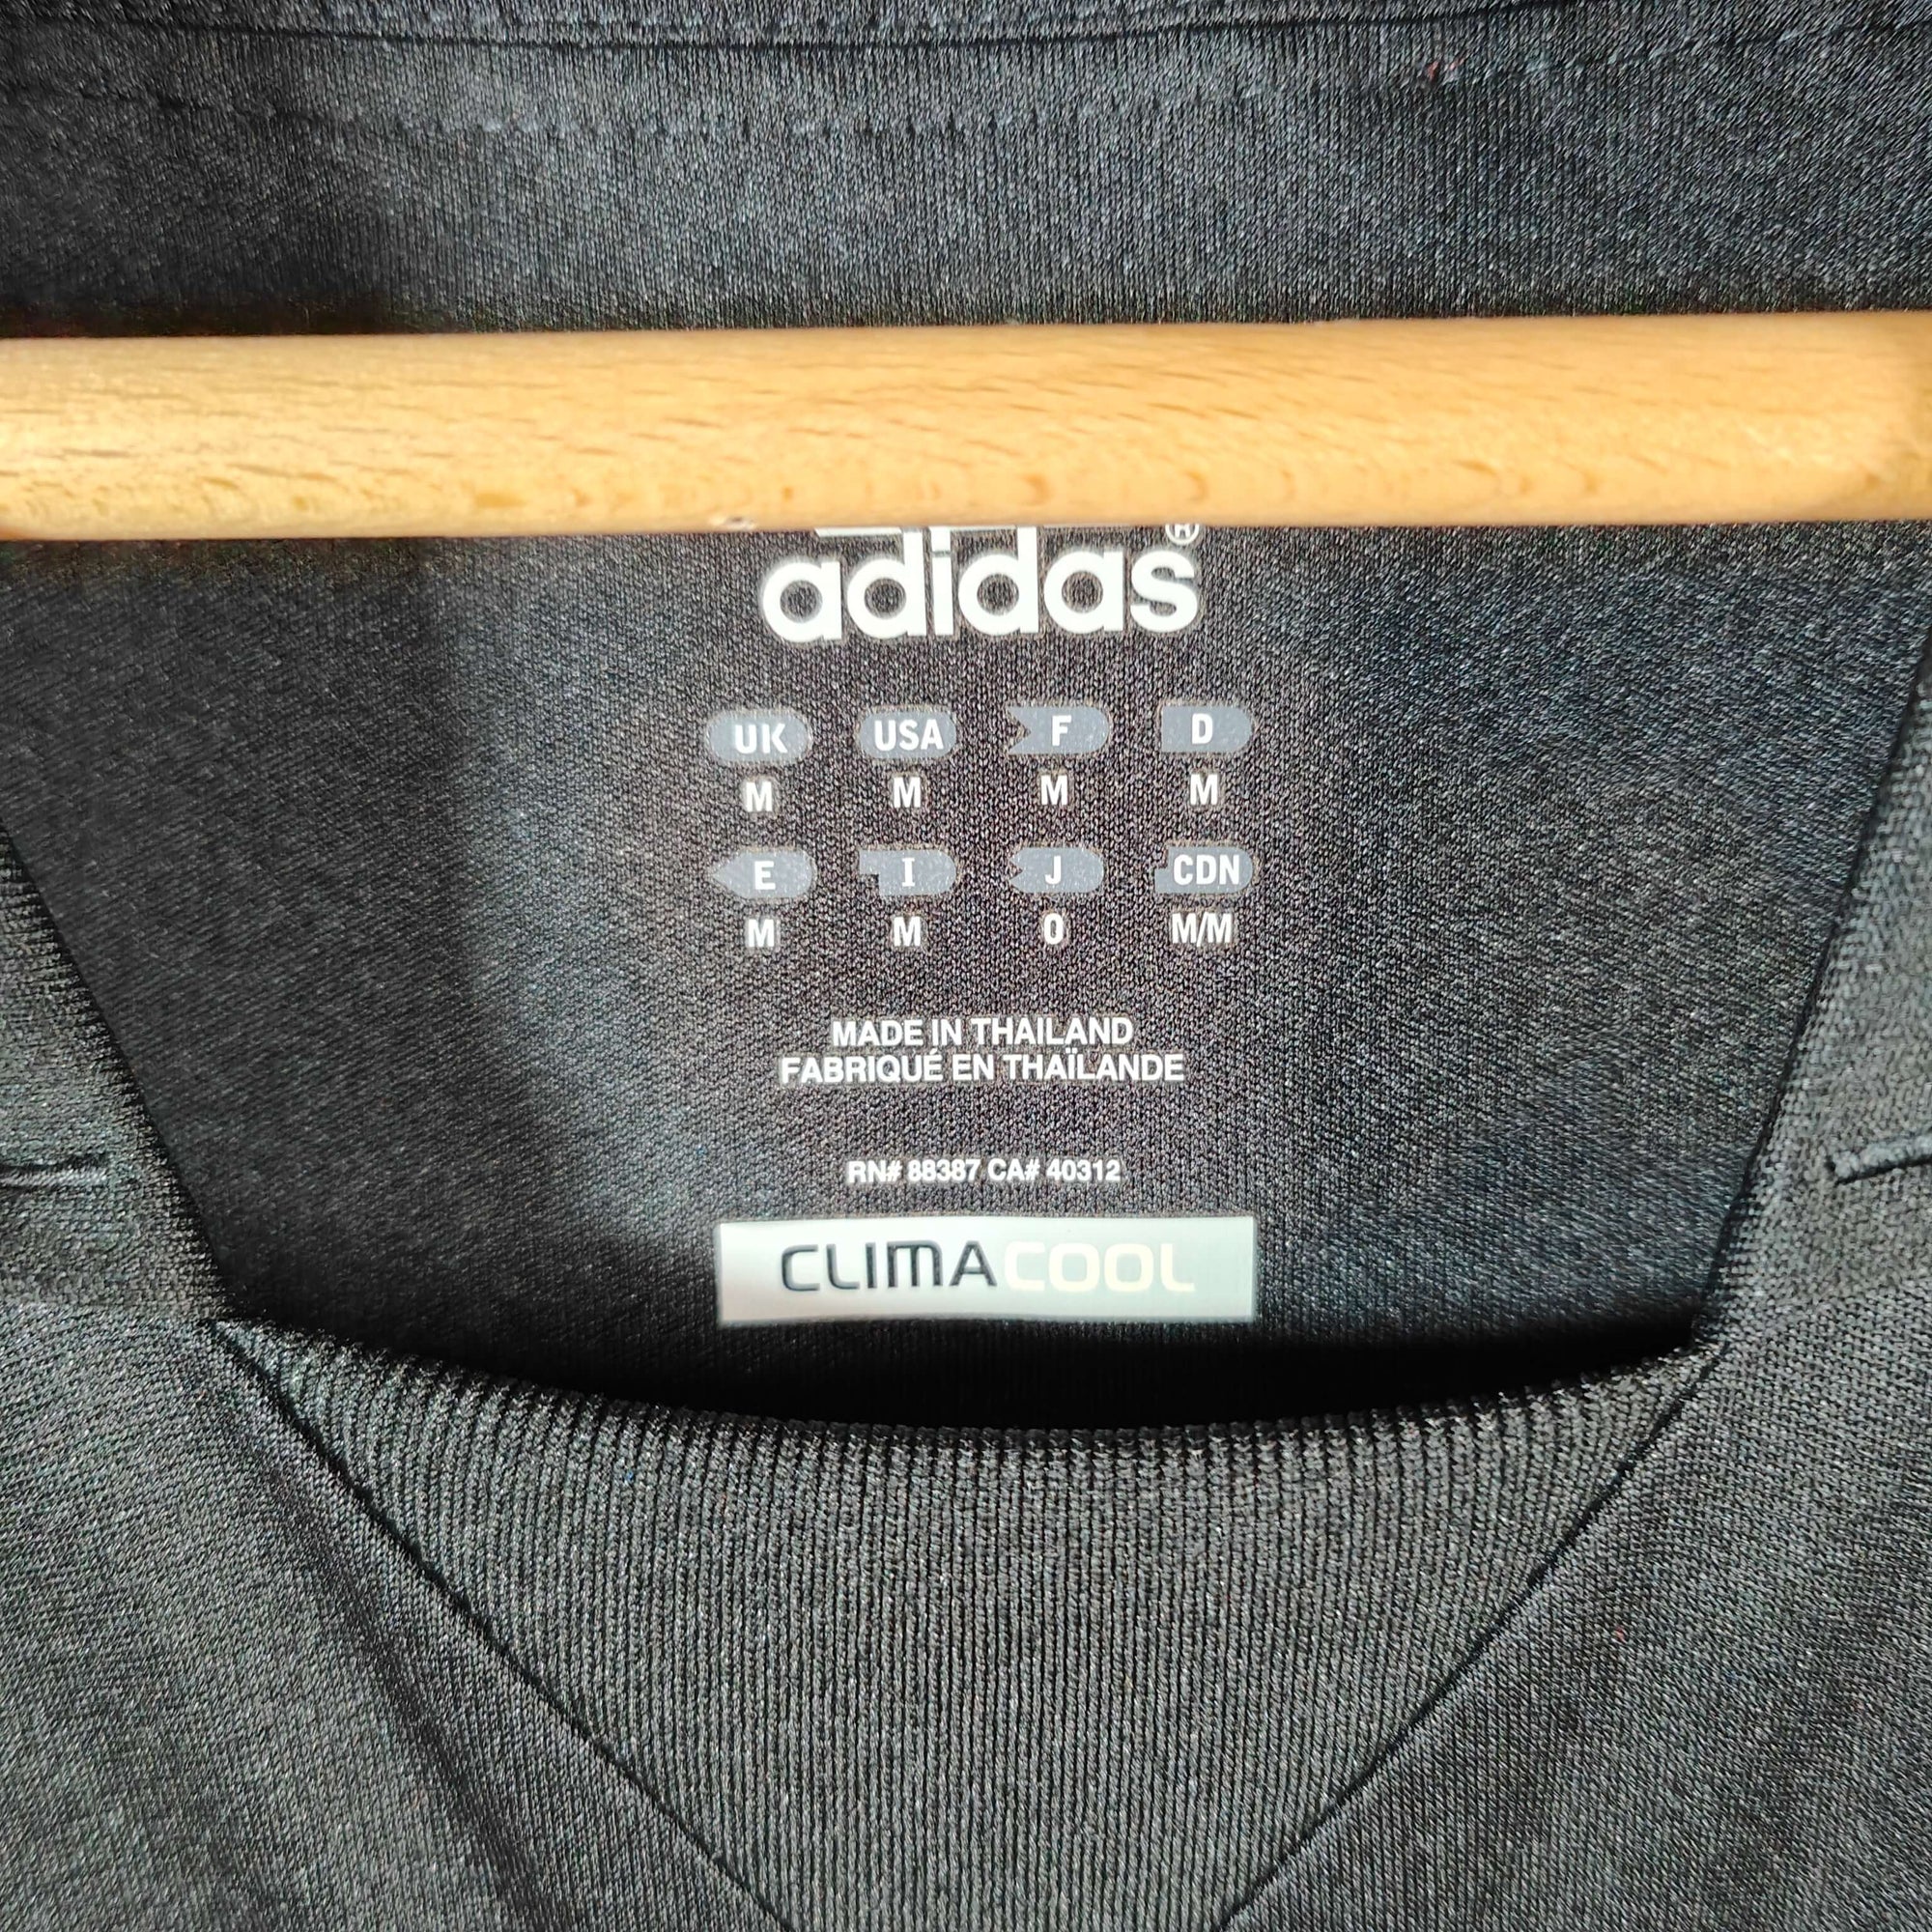 adidas®
UK USA F D
M M M M
E I J CDN
M M O M/M
MADE IN THAILAND
FABRIQUÉ EN THAÏLANDE
RN# 88387 CA# 40312
CLIMACOOL